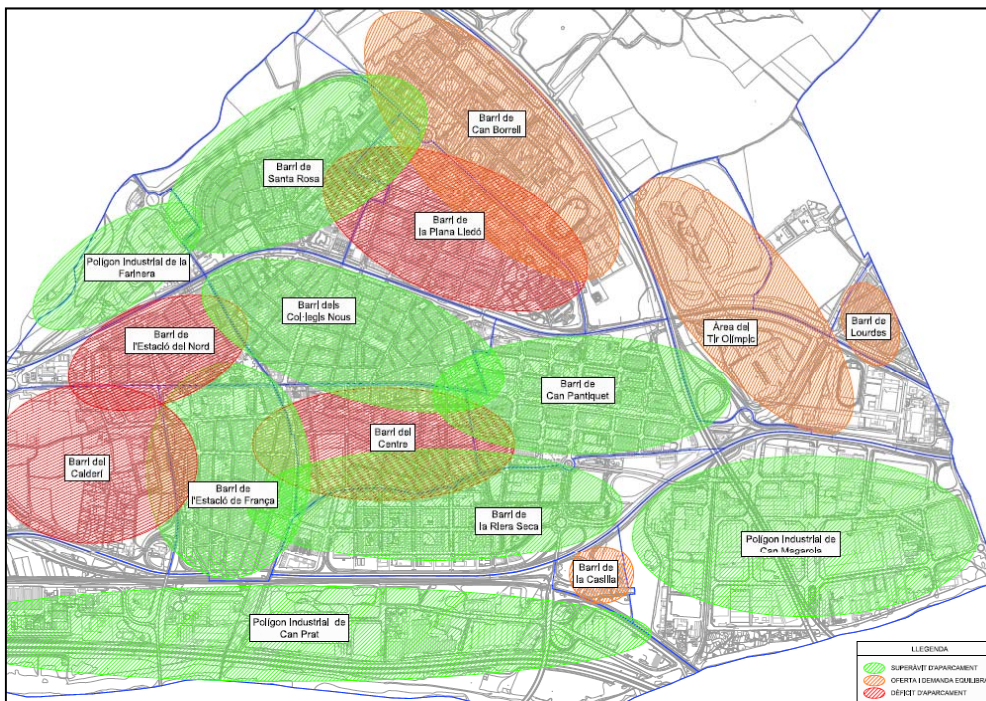 Barri de
Can Borrell
Barri de
Santa Rosa
Barri de
la Plana Lledó
Polígon Industrial de la
Farinera
Barri dels
Col·legis Nous
Barri de
l'Estació del Nord
Àrea del
Tir Olímpic
Barri de
Lourdes
Barri de
Can Pantiquet
Barri del
Centre
Barri del
Calderí
Barri de
l'Estació de França
Barri de
la Riera Seca
Polígon Industrial de
Can Magarola
Barri de
la Casilla
Polígon Industrial de
Can Prat
LLEGENDA
SUPERÀVIT D'APARCAMENT
OFERTA I DEMANDA EQUILIBRA
DÈFICIT D'APARCAMENT